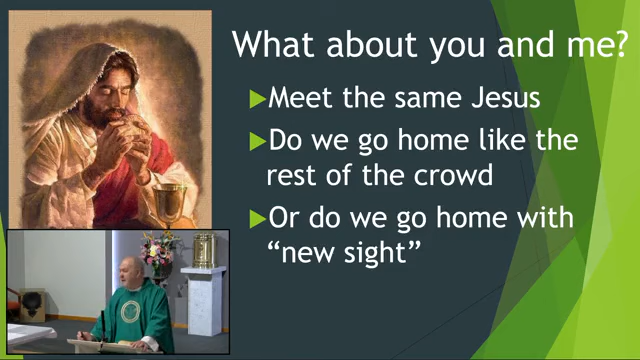 What about you and me?
Meet the same Jesus
Do we go home like the
rest of the crowd
Or do we go home with
“new sight”